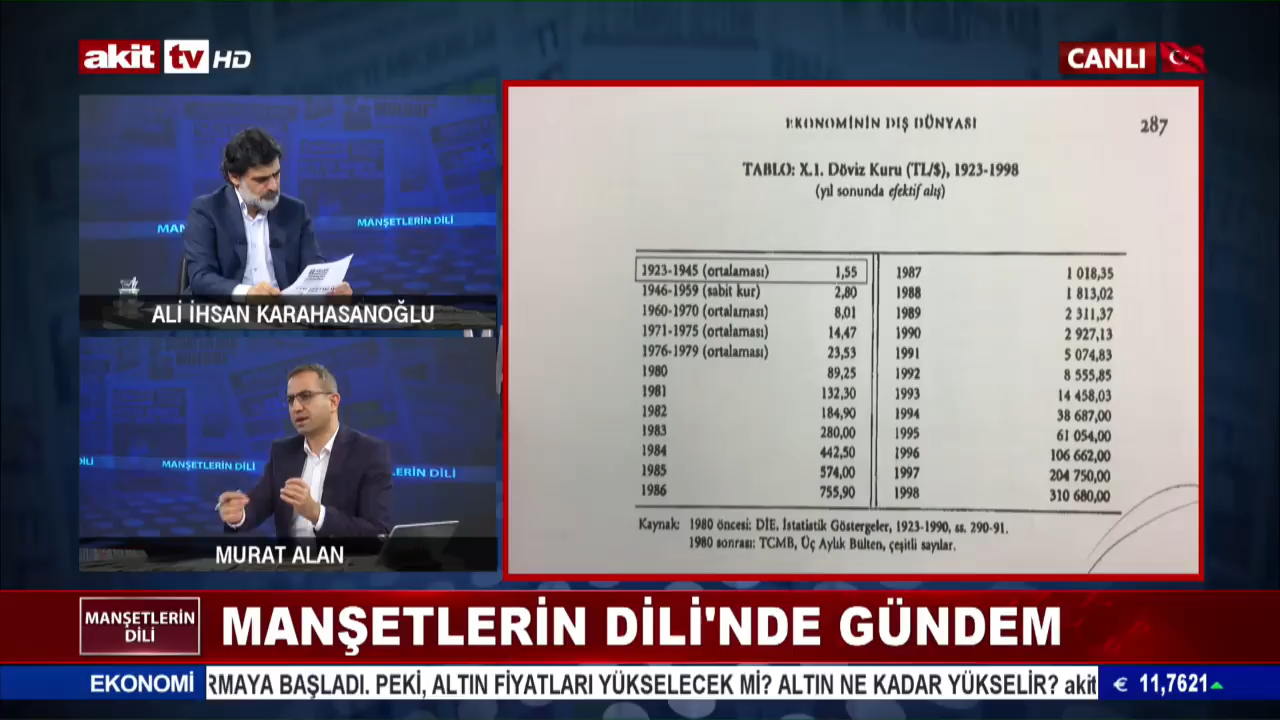 akit tv HD
CANLI
MANŞETLERİN DİLİ
ALİ İHSAN KARAHASANOĞLU
DİLİ
MANŞETLERİN DİLİ
MURAT ALAN
EKONOMİNİN DIŞ DÜNYASI
287
TABLO: X.1. Döviz Kuru (TL/$), 1923-1998
(yıl sonunda efektif alış)
1923-1945 (ortalaması) 1,55 1987 1 018,35
1946-1959 (sabit kur) 2,80 1988 1 813,02
1960-1970 (ortalaması) 8,01 1989 2 311,37
1971-1975 (ortalaması) 14,47 1990 2 927,13
1976-1979 (ortalaması) 23,53 1991 5 074,83
1980 89,25 1992 8 555,85
1981 132,30 1993 14 458,03
1982 184,90 1994 38 687,00
1983 280,00 1995 61 054,00
1984 442,50 1996 106 662,00
1985 574,00 1997 204 750,00
1986 755,90 1998 310 680,00
Kaynak: 1980 öncesi: DİE, İstatistik Göstergeler, 1923-1990, ss. 290-91.
1980 sonrası: TCMB, Üç Aylık Bülten, çeşitli sayılar.
MANŞETLERİN
DİLİ
MANŞETLERİN DİLİ'NDE GÜNDEM
EKONOMİ RMAYA BAŞLADI. PEKİ, ALTIN FİYATLARI YÜKSELECEK Mİ? ALTIN NE KADAR YÜKSELİR? akit € 11,7621